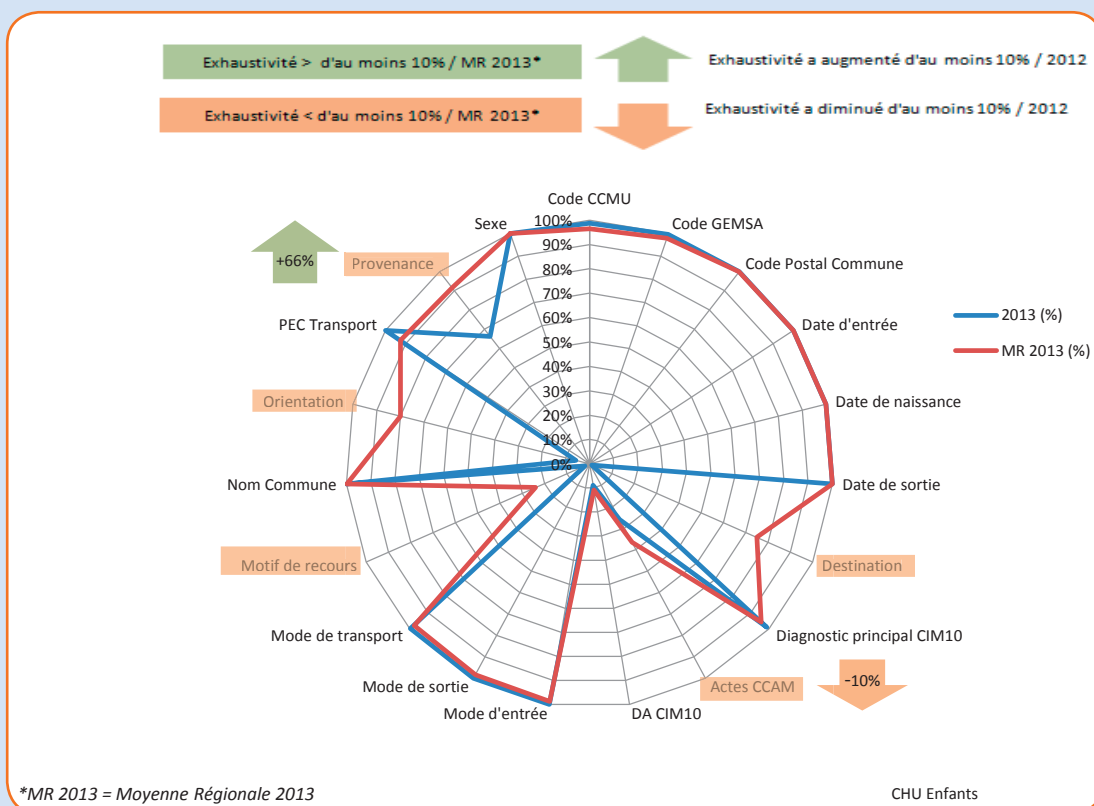 Exhaustivité > d'au moins 10% / MR 2013*
Exhaustivité a augmenté d'au moins 10% / 2012
Exhaustivité < d'au moins 10% / MR 2013*
Exhaustivité a diminué d'au moins 10% / 2012
Code CCMU
Sexe
Code GEMSA
+66%
Provenance
Code Postal Commune
PEC Transport
Date d'entrée
2013 (%)
MR 2013 (%)
Orientation
Date de naissance
Nom Commune
Date de sortie
Motif de recours
Destination
Mode de transport
Diagnostic principal CIM10
Mode de sortie
Actes CCAM
-10%
Mode d'entrée
DA CIM10
100%
90%
80%
70%
60%
50%
40%
30%
20%
10%
0%
*MR 2013 = Moyenne Régionale 2013
CHU Enfants